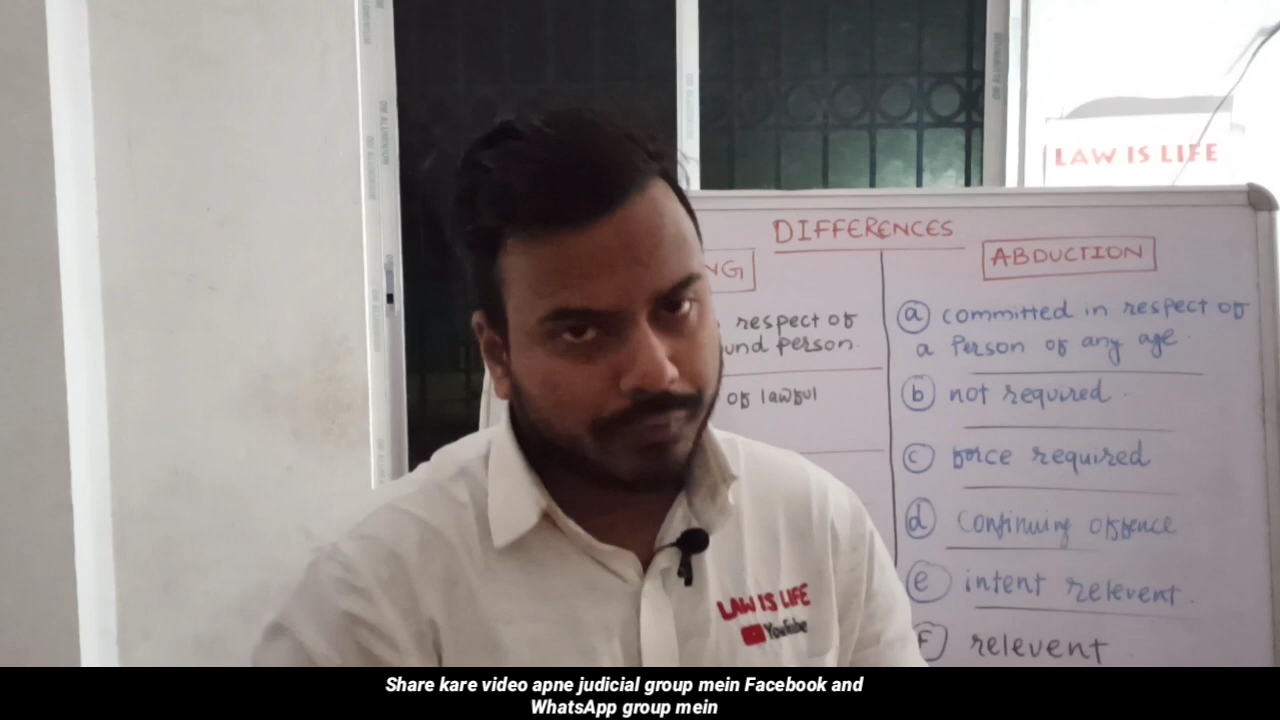 LAW IS LIFE
DIFFERENCES
NG
respect of
und person.
of lawful
ABDUCTION
a committed in respect of
a Person of any age.
b not required.
c force required
d continuing offence
e intent relevent.
F relevent
LAW IS LIFE
YouTube
Share kare video apne judicial group mein Facebook and
WhatsApp group mein